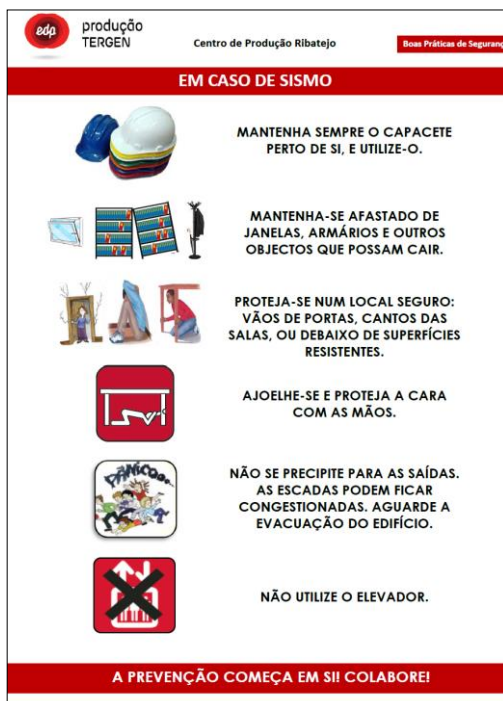 edp
produção
TERGEN
Centro de Produção Ribatejo
Boas Práticas de Seguranç
EM CASO DE SISMO
MANTENHA SEMPRE O CAPACETE
PERTO DE SI, E UTILIZE-O.
MANTENHA-SE AFASTADO DE
JANELAS, ARMÁRIOS E OUTROS
OBJECTOS QUE POSSAM CAIR.
PROTEJA-SE NUM LOCAL SEGURO:
VÃOS DE PORTAS, CANTOS DAS
SALAS, OU DEBAIXO DE SUPERFÍCIES
RESISTENTES.
AJOELHE-SE E PROTEJA A CARA
COM AS MÃOS.
PÂNICO...
NÃO SE PRECIPITE PARA AS SAÍDAS.
AS ESCADAS PODEM FICAR
CONGESTIONADAS. AGUARDE A
EVACUAÇÃO DO EDIFÍCIO.
NÃO UTILIZE O ELEVADOR.
A PREVENÇÃO COMEÇA EM SI! COLABORE!